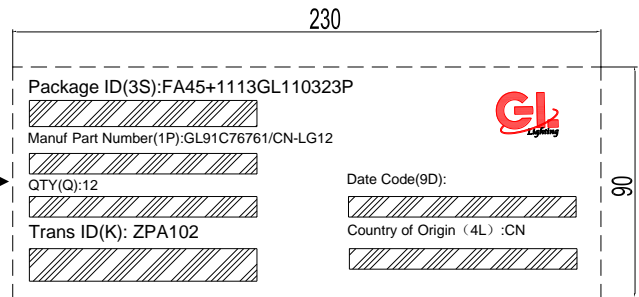 230
Package ID(3S):FA45+1113GL110323P
GL
Lighting
Manuf Part Number(1P):GL91C76761/CN-LG12
QTY(Q):12
Date Code(9D):
90
Trans ID(K): ZPA102
Country of Origin（4L）:CN